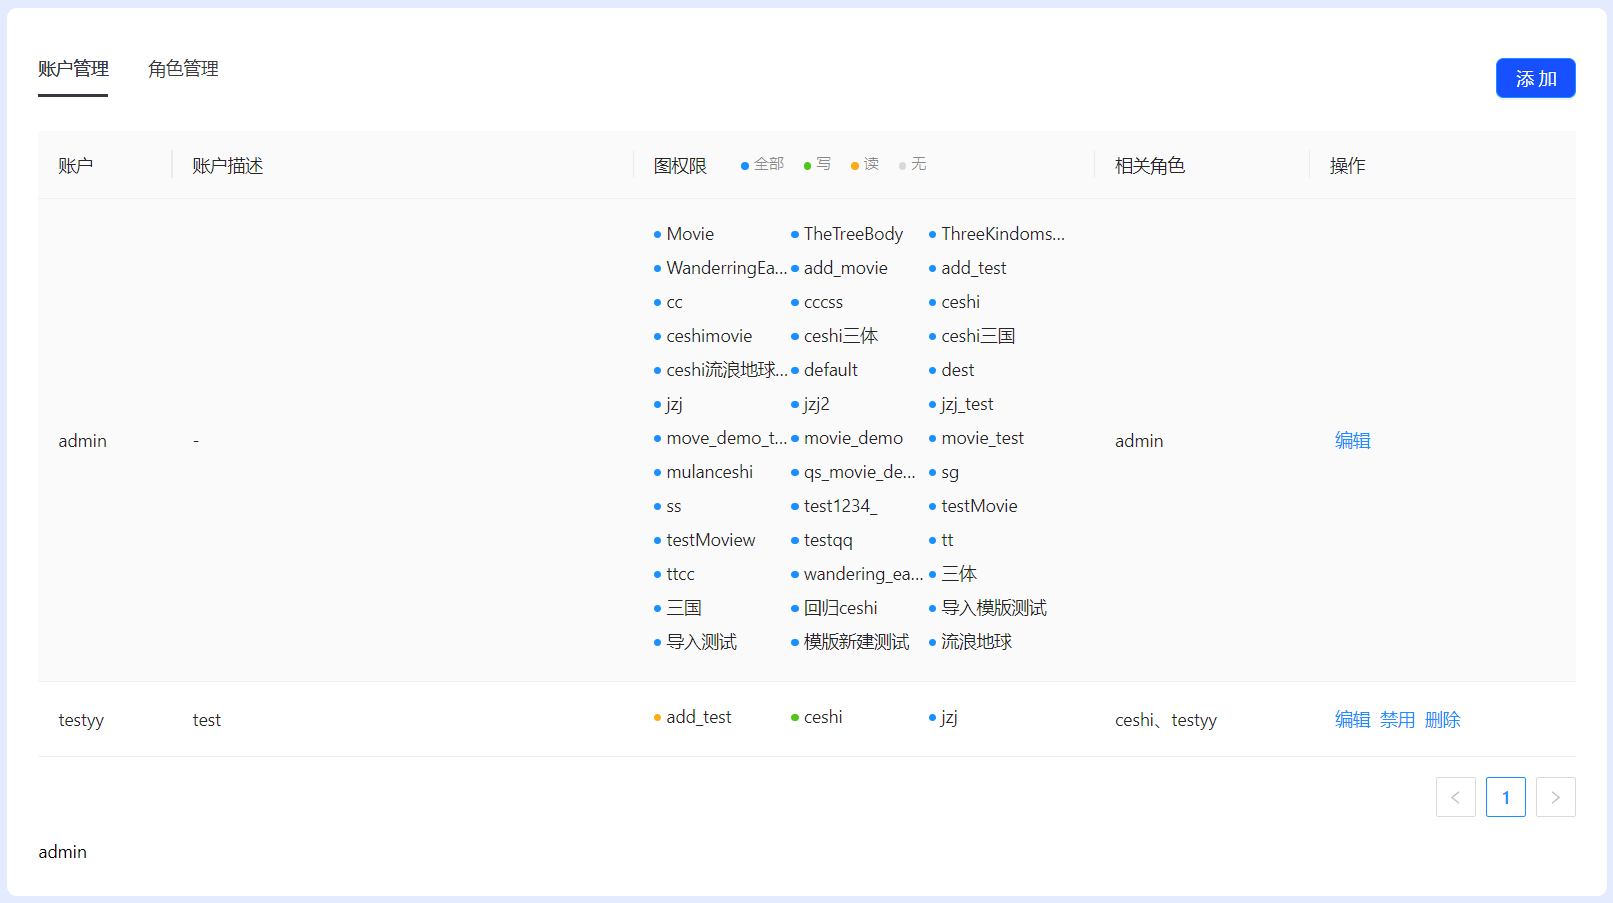 账户管理 角色管理
添 加
账户 账户描述 图权限 全部 写 读 无 相关角色 操作
Movie TheTreeBody ThreeKindoms...
WanderringEa... add_movie add_test
cc cccss ceshi
ceshimovie ceshi三体 ceshi三国
ceshi流浪地球... default dest
jzj jzj2 jzj_test
admin - move_demo_t... movie_demo movie_test admin 编辑
mulanceshi qs_movie_de... sg
ss test1234_ testMovie
testMoview testqq tt
ttcc wandering_ea... 三体
三国 回归ceshi 导入模版测试
导入测试 模版新建测试 流浪地球
testyy test add_test ceshi jzj ceshi、testyy 编辑 禁用 删除
< 1 >
admin